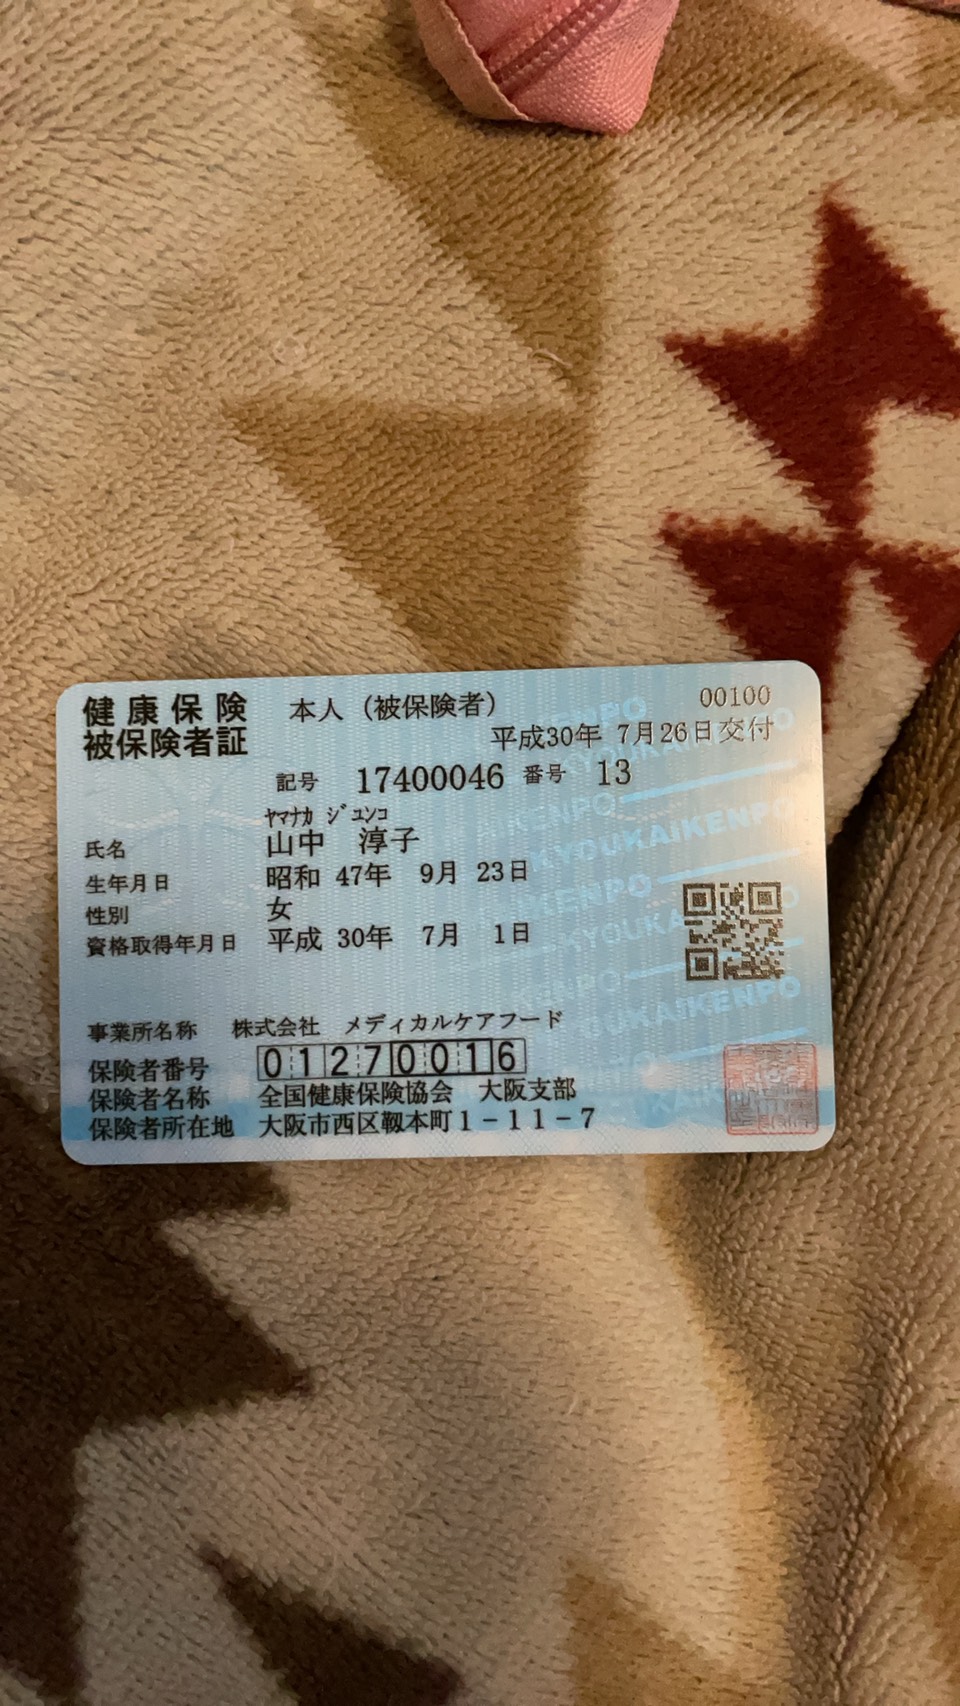 健康保険 本人（被保険者） 00100
被保険者証 平成30年 7月26日交付
記号 17400046 番号 13
ﾔﾏﾅｶ ｼﾞﾕﾝｺ
氏名 山中 淳子
生年月日 昭和 47年 9月 23日
性別 女
資格取得年月日 平成 30年 7月 1日
事業所名称 株式会社 メディカルケアフード
保険者番号 01270016
保険者名称 全国健康保険協会 大阪支部
保険者所在地 大阪市西区靱本町1－11－7
KYOUKAIKENPO